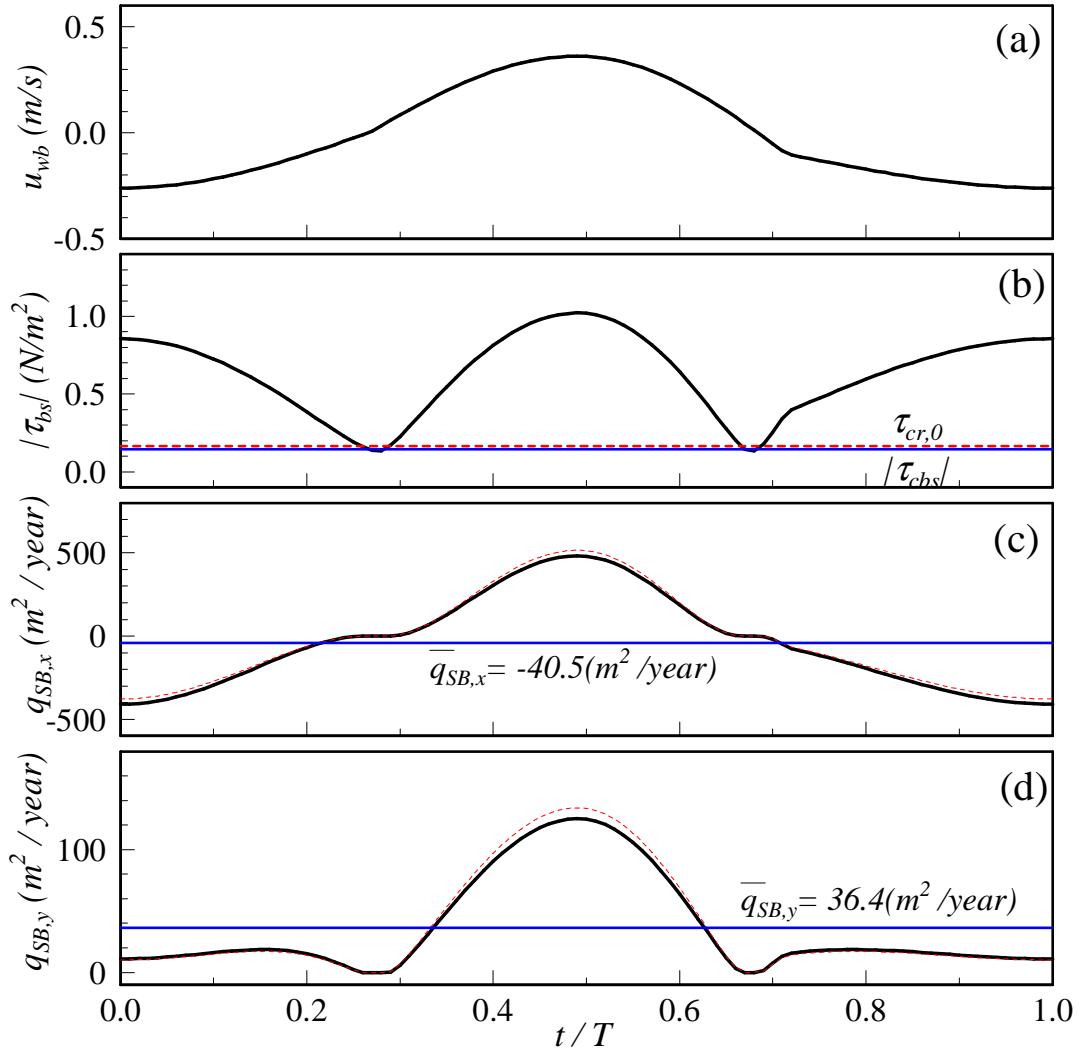 (a)
0.5
0.0
-0.5
u_wb (m/s)
(b)
1.0
0.5
0.0
|τ_bs| (N/m²)
τ_cr,0
|τ_cbs|
(c)
500
0
-500
q_SB,x (m² / year)
q̅_SB,x = -40.5(m² /year)
(d)
100
0
q_SB,y (m² / year)
q̅_SB,y = 36.4(m² /year)
0.0 0.2 0.4 0.6 0.8 1.0
t / T